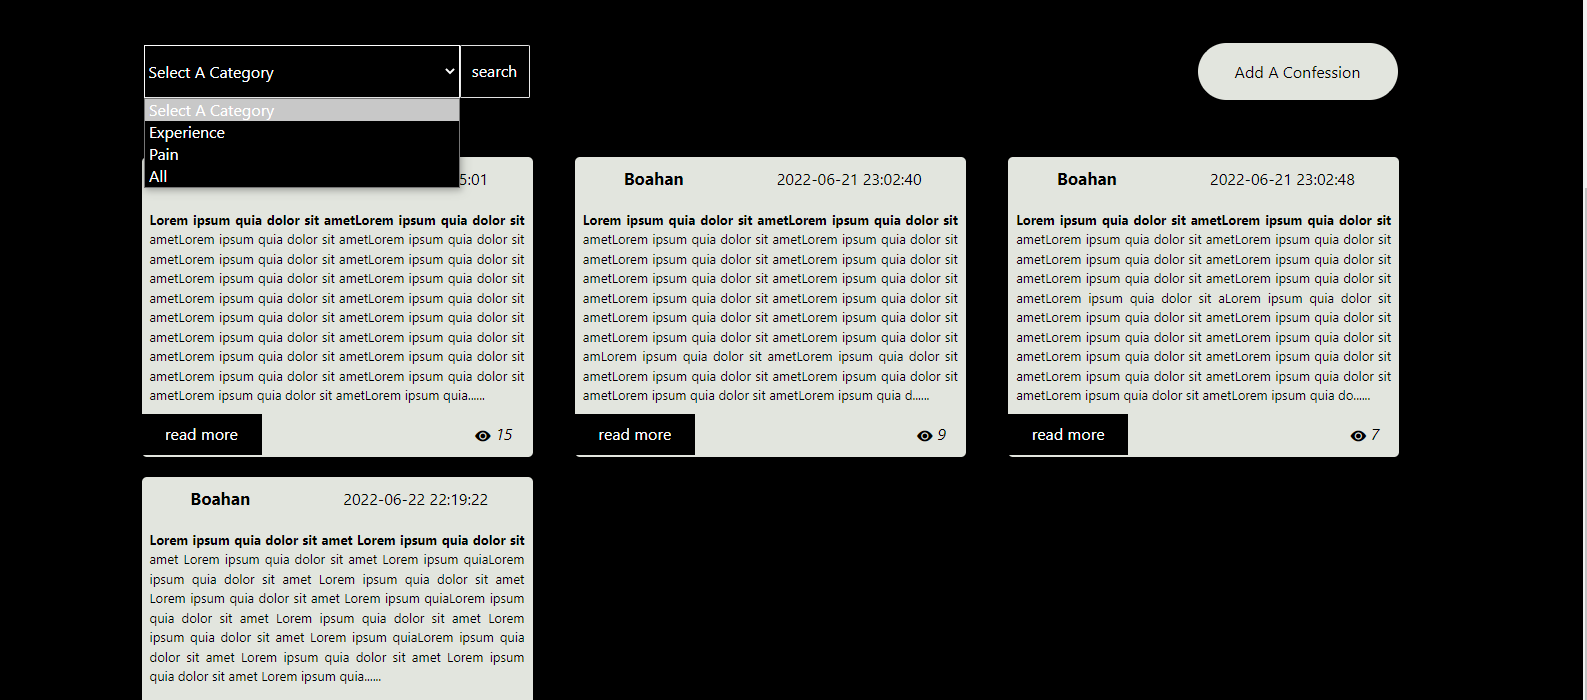 Select A Category
search
Add A Confession
Select A Category
Experience
Pain
All
5:01
Lorem ipsum quia dolor sit ametLorem ipsum quia dolor sit
ametLorem ipsum quia dolor sit ametLorem ipsum quia dolor sit
ametLorem ipsum quia dolor sit ametLorem ipsum quia dolor sit
ametLorem ipsum quia dolor sit ametLorem ipsum quia dolor sit
ametLorem ipsum quia dolor sit ametLorem ipsum quia dolor sit
ametLorem ipsum quia dolor sit ametLorem ipsum quia dolor sit
ametLorem ipsum quia dolor sit ametLorem ipsum quia dolor sit
ametLorem ipsum quia dolor sit ametLorem ipsum quia dolor sit
ametLorem ipsum quia dolor sit ametLorem ipsum quia dolor sit
ametLorem ipsum quia dolor sit ametLorem ipsum quia......
read more
15
Boahan
2022-06-21 23:02:40
Lorem ipsum quia dolor sit ametLorem ipsum quia dolor sit
ametLorem ipsum quia dolor sit ametLorem ipsum quia dolor sit
ametLorem ipsum quia dolor sit ametLorem ipsum quia dolor sit
ametLorem ipsum quia dolor sit ametLorem ipsum quia dolor sit
ametLorem ipsum quia dolor sit ametLorem ipsum quia dolor sit
ametLorem ipsum quia dolor sit ametLorem ipsum quia dolor sit
ametLorem ipsum quia dolor sit ametLorem ipsum quia dolor sit
amLorem ipsum quia dolor sit ametLorem ipsum quia dolor sit
ametLorem ipsum quia dolor sit ametLorem ipsum quia dolor sit
ametLorem ipsum quia dolor sit ametLorem ipsum quia d......
read more
9
Boahan
2022-06-21 23:02:48
Lorem ipsum quia dolor sit ametLorem ipsum quia dolor sit
ametLorem ipsum quia dolor sit ametLorem ipsum quia dolor sit
ametLorem ipsum quia dolor sit ametLorem ipsum quia dolor sit
ametLorem ipsum quia dolor sit ametLorem ipsum quia dolor sit
ametLorem ipsum quia dolor sit aLorem ipsum quia dolor sit
ametLorem ipsum quia dolor sit ametLorem ipsum quia dolor sit
ametLorem ipsum quia dolor sit ametLorem ipsum quia dolor sit
ametLorem ipsum quia dolor sit ametLorem ipsum quia dolor sit
ametLorem ipsum quia dolor sit ametLorem ipsum quia dolor sit
ametLorem ipsum quia dolor sit ametLorem ipsum quia do......
read more
7
Boahan
2022-06-22 22:19:22
Lorem ipsum quia dolor sit amet Lorem ipsum quia dolor sit
amet Lorem ipsum quia dolor sit amet Lorem ipsum quiaLorem
ipsum quia dolor sit amet Lorem ipsum quia dolor sit amet
Lorem ipsum quia dolor sit amet Lorem ipsum quiaLorem ipsum
quia dolor sit amet Lorem ipsum quia dolor sit amet Lorem
ipsum quia dolor sit amet Lorem ipsum quiaLorem ipsum quia
dolor sit amet Lorem ipsum quia dolor sit amet Lorem ipsum
quia dolor sit amet Lorem ipsum quia......